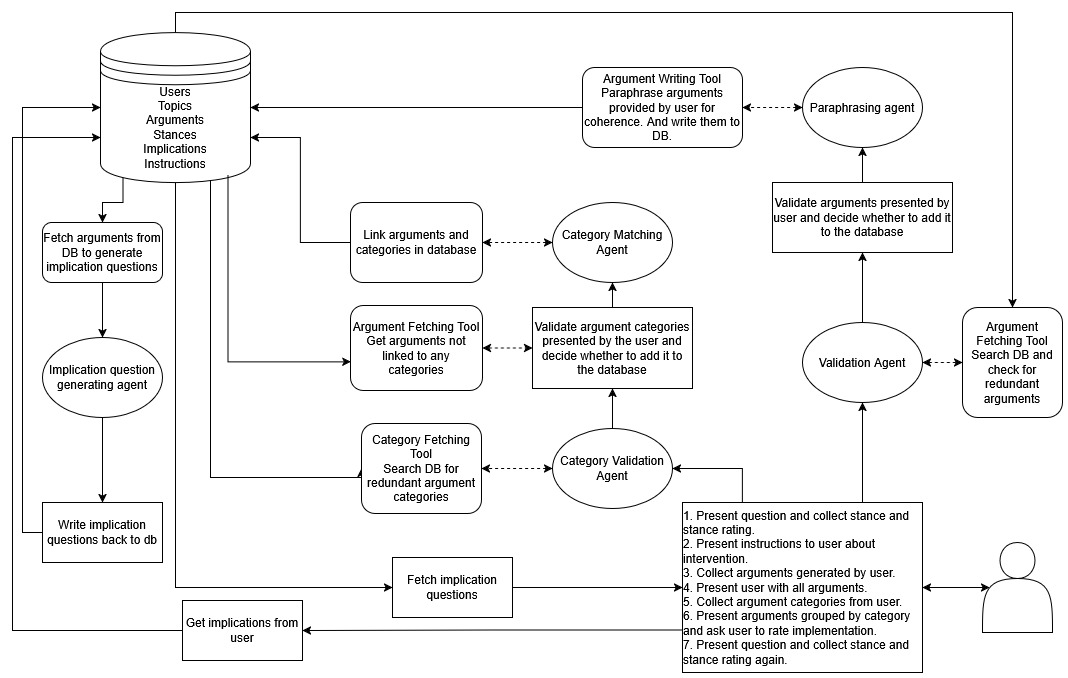 Users
Topics
Arguments
Stances
Implications
Instructions
Argument Writing Tool
Paraphrase arguments
provided by user for
coherence. And write them to
DB.
Paraphrasing agent
Validate arguments presented by
user and decide whether to add it
to the database
Fetch arguments from
DB to generate
implication questions
Link arguments and
categories in database
Category Matching
Agent
Argument Fetching Tool
Get arguments not
linked to any
categories
Validate argument categories
presented by the user and
decide whether to add it to
the database
Validation Agent
Argument
Fetching Tool
Search DB and
check for
redundant
arguments
Implication question
generating agent
Category Fetching
Tool
Search DB for
redundant argument
categories
Category Validation
Agent
Write implication
questions back to db
1. Present question and collect stance and
stance rating.
2. Present instructions to user about
intervention.
3. Collect arguments generated by user.
4. Present user with all arguments.
5. Collect argument categories from user.
6. Present arguments grouped by category
and ask user to rate implementation.
7. Present question and collect stance and
stance rating again.
Fetch implication
questions
Get implications from
user